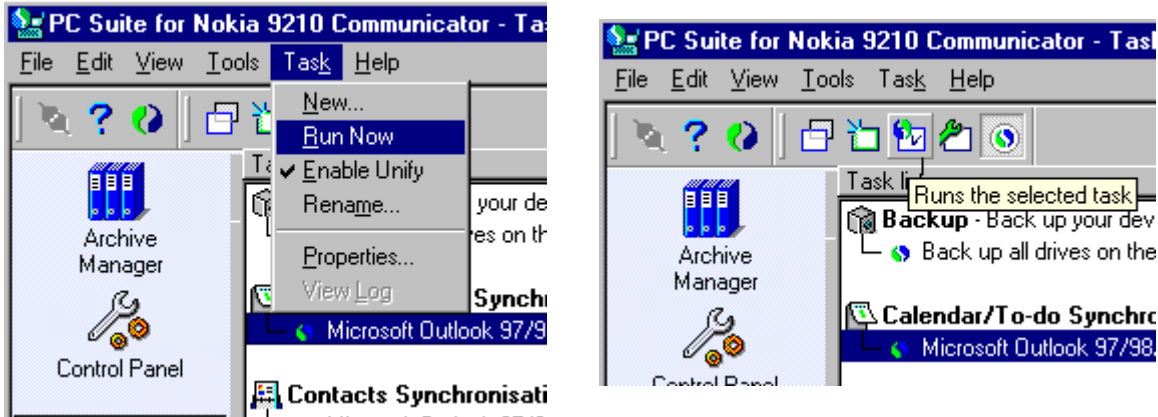 PC Suite for Nokia 9210 Communicator - Ta
File Edit View Tools Task Help
New...
Run Now
Enable Unify
Rename...
Properties...
View Log
Ta
your de
es on th
Archive
Manager
Synchr
Microsoft Outlook 97/9
Control Panel
Contacts Synchronisati
PC Suite for Nokia 9210 Communicator - Tas
File Edit View Tools Task Help
Task li
Runs the selected task
Backup - Back up your dev
Back up all drives on the
Archive
Manager
Calendar/To-do Synchro
Microsoft Outlook 97/98
Control Panel